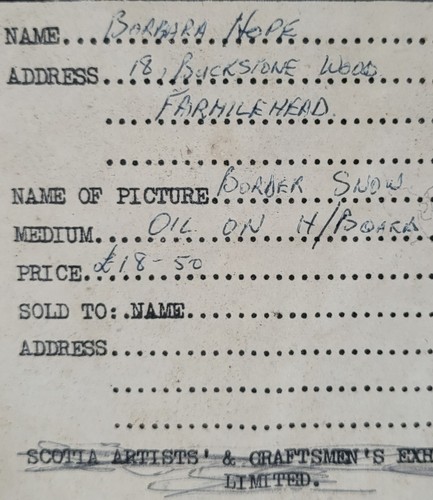 NAME... BARBARA HOPE
ADDRESS.. 18, BUCKSTONE WOOD
FAIRMILEHEAD.
NAME OF PICTURE. BORDER SNOW
MEDIUM... OIL ON H/BOARD
PRICE. £18-50
SOLD TO:.NAME
ADDRESS
SCOTIA ARTISTS' & CRAFTSMEN'S EXH
LIMITED.